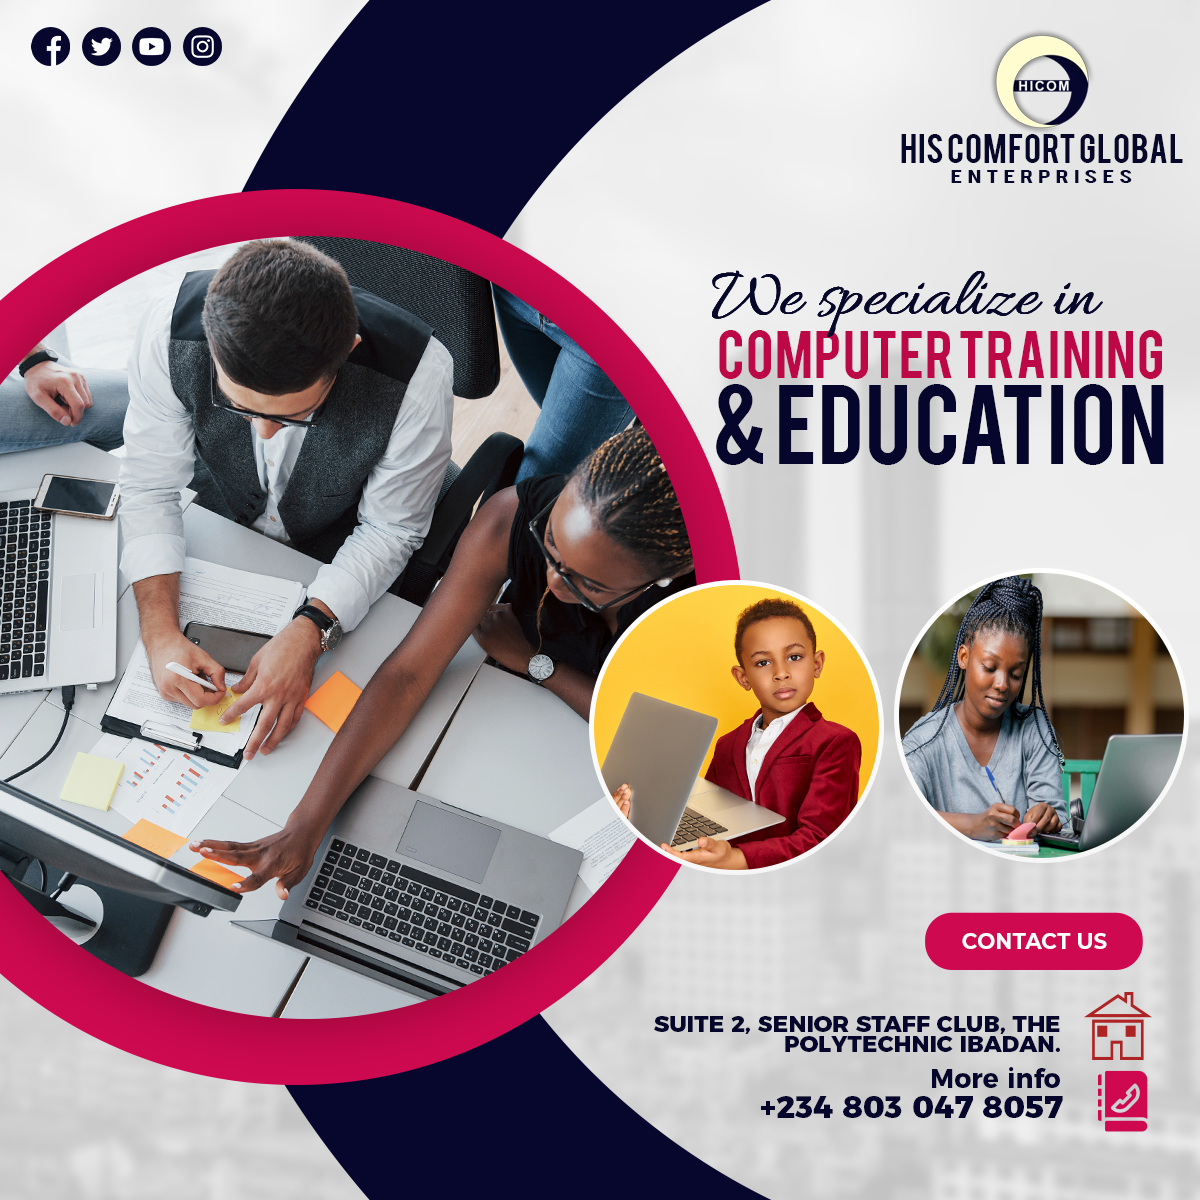 HICOM
HIS COMFORT GLOBAL
ENTERPRISES
We specialize in
COMPUTER TRAINING
& EDUCATION
CONTACT US
SUITE 2, SENIOR STAFF CLUB, THE
POLYTECHNIC IBADAN.
More info
+234 803 047 8057